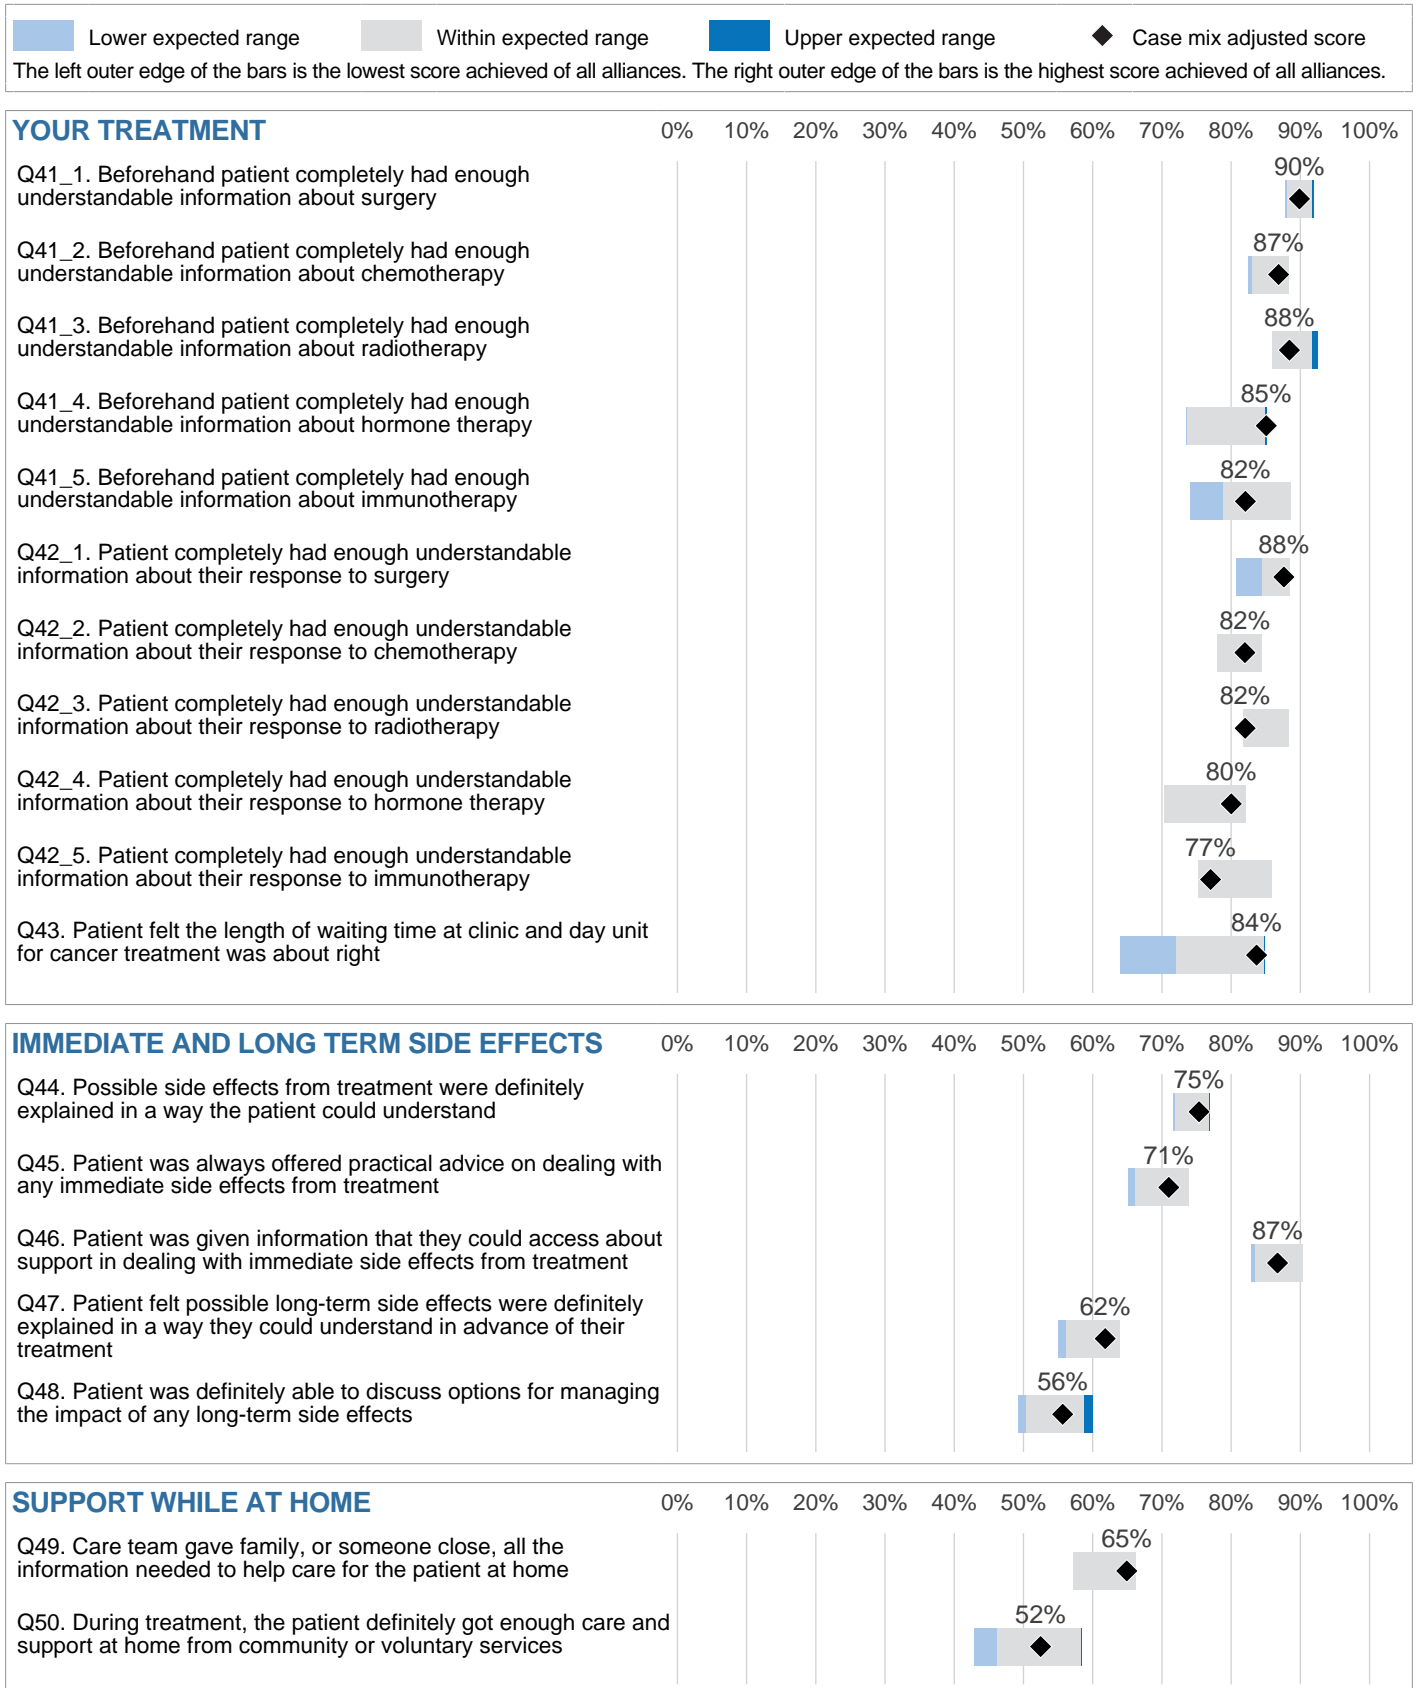 Lower expected range Within expected range Upper expected range Case mix adjusted score
The left outer edge of the bars is the lowest score achieved of all alliances. The right outer edge of the bars is the highest score achieved of all alliances.
YOUR TREATMENT 0% 10% 20% 30% 40% 50% 60% 70% 80% 90% 100%
Q41_1. Beforehand patient completely had enough
understandable information about surgery
90%
Q41_2. Beforehand patient completely had enough
understandable information about chemotherapy
87%
Q41_3. Beforehand patient completely had enough
understandable information about radiotherapy
88%
Q41_4. Beforehand patient completely had enough
understandable information about hormone therapy
85%
Q41_5. Beforehand patient completely had enough
understandable information about immunotherapy
82%
Q42_1. Patient completely had enough understandable
information about their response to surgery
88%
Q42_2. Patient completely had enough understandable
information about their response to chemotherapy
82%
Q42_3. Patient completely had enough understandable
information about their response to radiotherapy
82%
Q42_4. Patient completely had enough understandable
information about their response to hormone therapy
80%
Q42_5. Patient completely had enough understandable
information about their response to immunotherapy
77%
Q43. Patient felt the length of waiting time at clinic and day unit
for cancer treatment was about right
84%
IMMEDIATE AND LONG TERM SIDE EFFECTS 0% 10% 20% 30% 40% 50% 60% 70% 80% 90% 100%
Q44. Possible side effects from treatment were definitely
explained in a way the patient could understand
75%
Q45. Patient was always offered practical advice on dealing with
any immediate side effects from treatment
71%
Q46. Patient was given information that they could access about
support in dealing with immediate side effects from treatment
87%
Q47. Patient felt possible long-term side effects were definitely
explained in a way they could understand in advance of their
treatment
62%
Q48. Patient was definitely able to discuss options for managing
the impact of any long-term side effects
56%
SUPPORT WHILE AT HOME 0% 10% 20% 30% 40% 50% 60% 70% 80% 90% 100%
Q49. Care team gave family, or someone close, all the
information needed to help care for the patient at home
65%
Q50. During treatment, the patient definitely got enough care and
support at home from community or voluntary services
52%